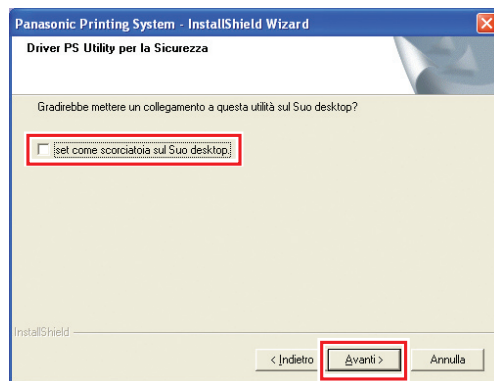 Panasonic Printing System - InstallShield Wizard
Driver PS Utility per la Sicurezza
Gradirebbe mettere un collegamento a questa utilità sul Suo desktop?
set come scorciatoia sul Suo desktop.
InstallShield
< Indietro Avanti > Annulla